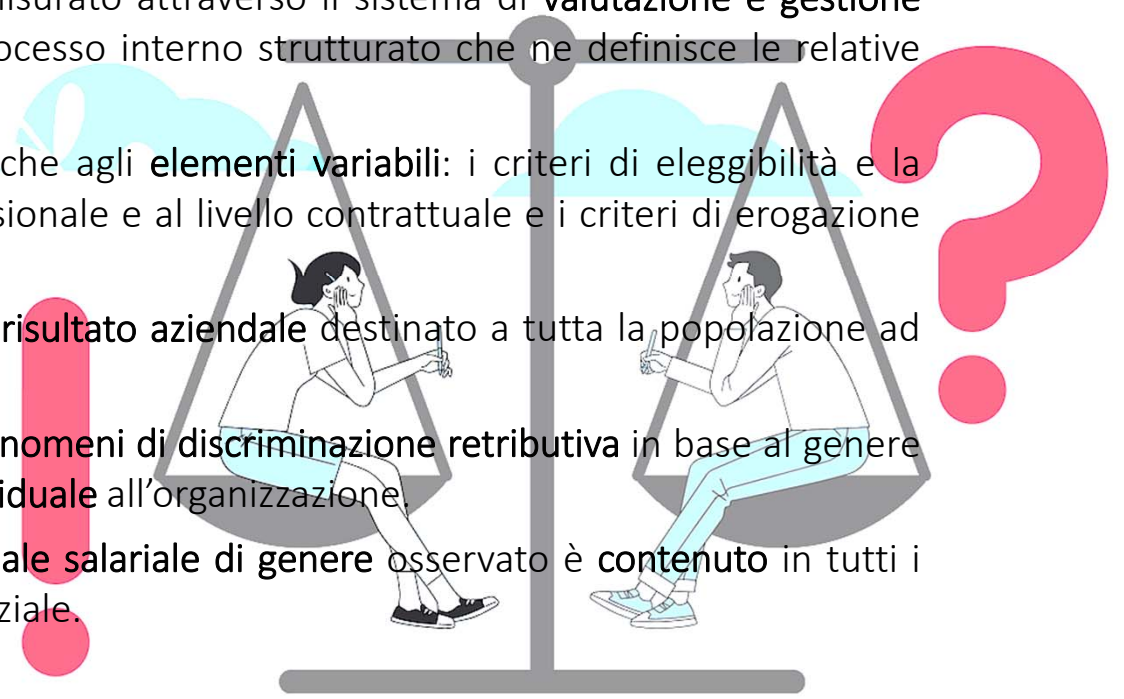 isurato attraverso il sistema di valutazione e gestione
ocesso interno strutturato che ne definisce le relative
che agli elementi variabili: i criteri di eleggibilità e la
sionale e al livello contrattuale e i criteri di erogazione
risultato aziendale destinato a tutta la popolazione ad
nomeni di discriminazione retributiva in base al genere
iduale all’organizzazione.
ale salariale di genere osservato è contenuto in tutti i
ziale.